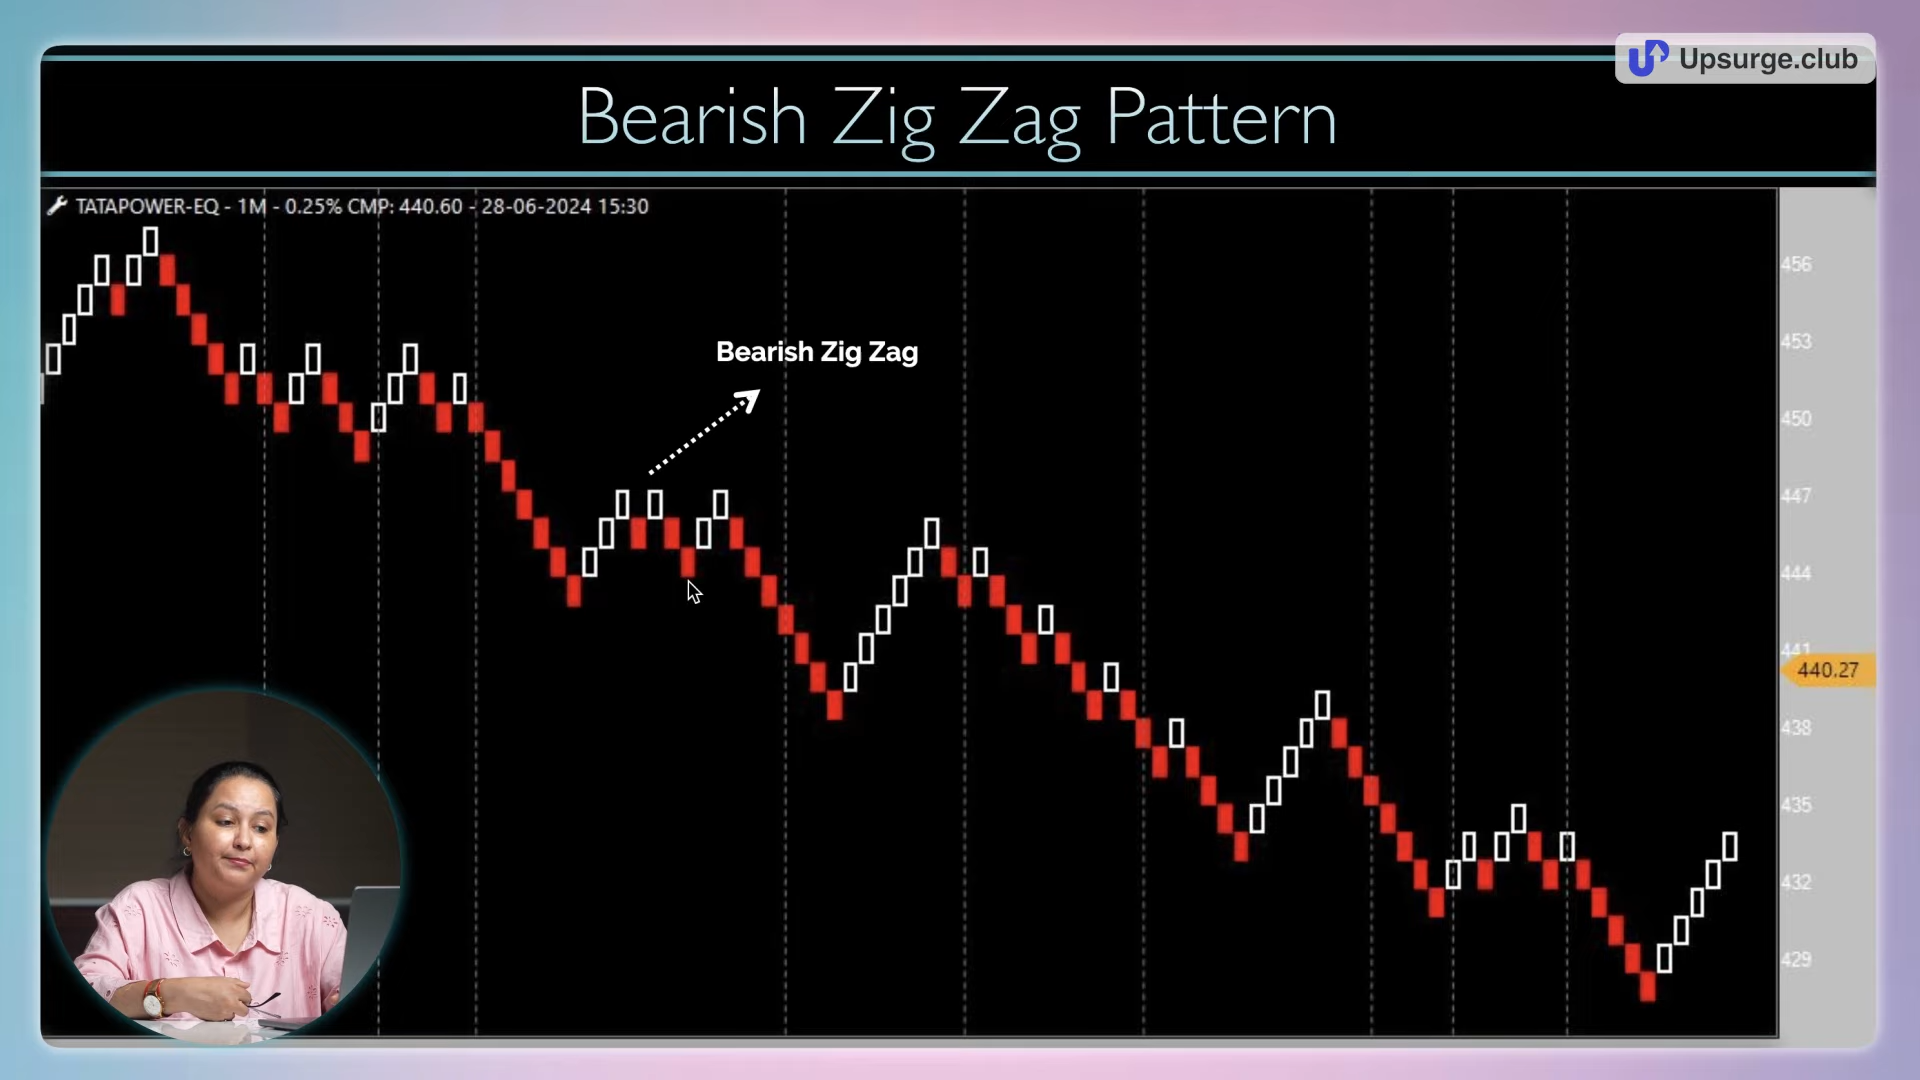 Upsurge.club
Bearish Zig Zag Pattern
TATAPOWER-EQ - 1M - 0.25% CMP: 440.60 - 28-06-2024 15:30
Bearish Zig Zag
456
453
450
447
444
441
440.27
438
435
432
429